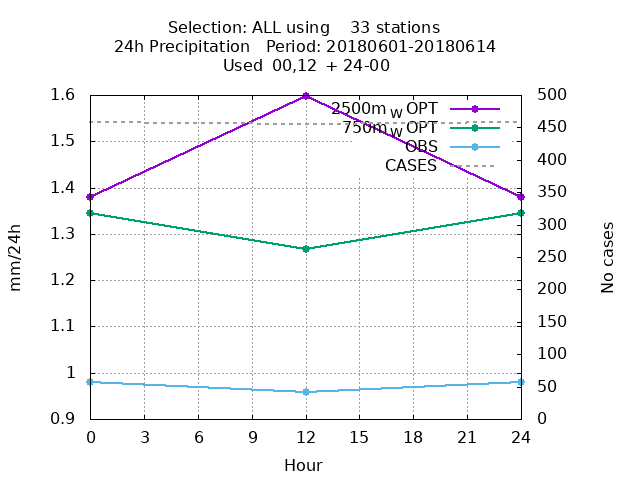 Selection: ALL using    33 stations
24h Precipitation   Period: 20180601-20180614
Used  00,12  + 24-00
1.6
1.5
1.4
1.3
1.2
1.1
1
0.9
500
450
400
350
300
250
200
150
100
50
0
2500m W OPT
750m W OPT
OBS
CASES
mm/24h
No cases
0 3 6 9 12 15 18 21 24
Hour